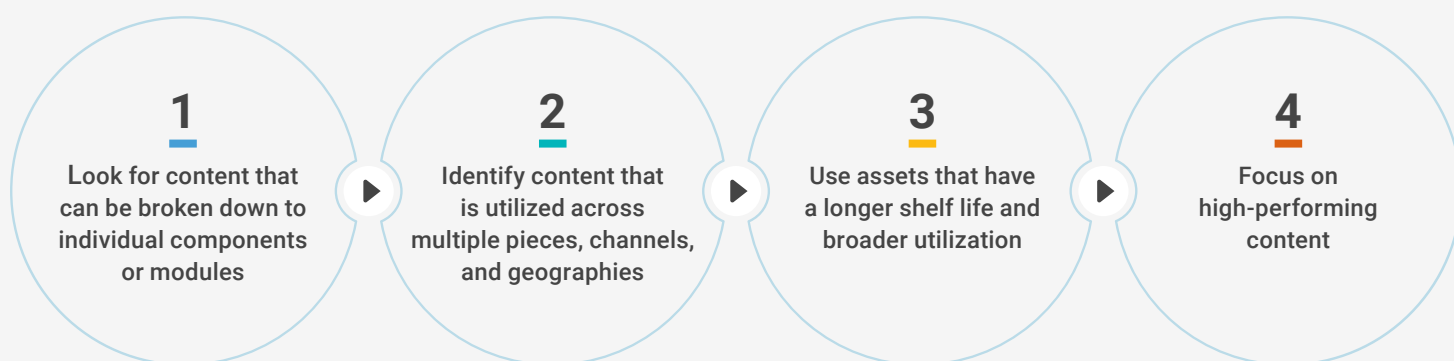 1
Look for content that
can be broken down to
individual components
or modules
2
Identify content that
is utilized across
multiple pieces, channels,
and geographies
3
Use assets that have
a longer shelf life and
broader utilization
4
Focus on
high-performing
content